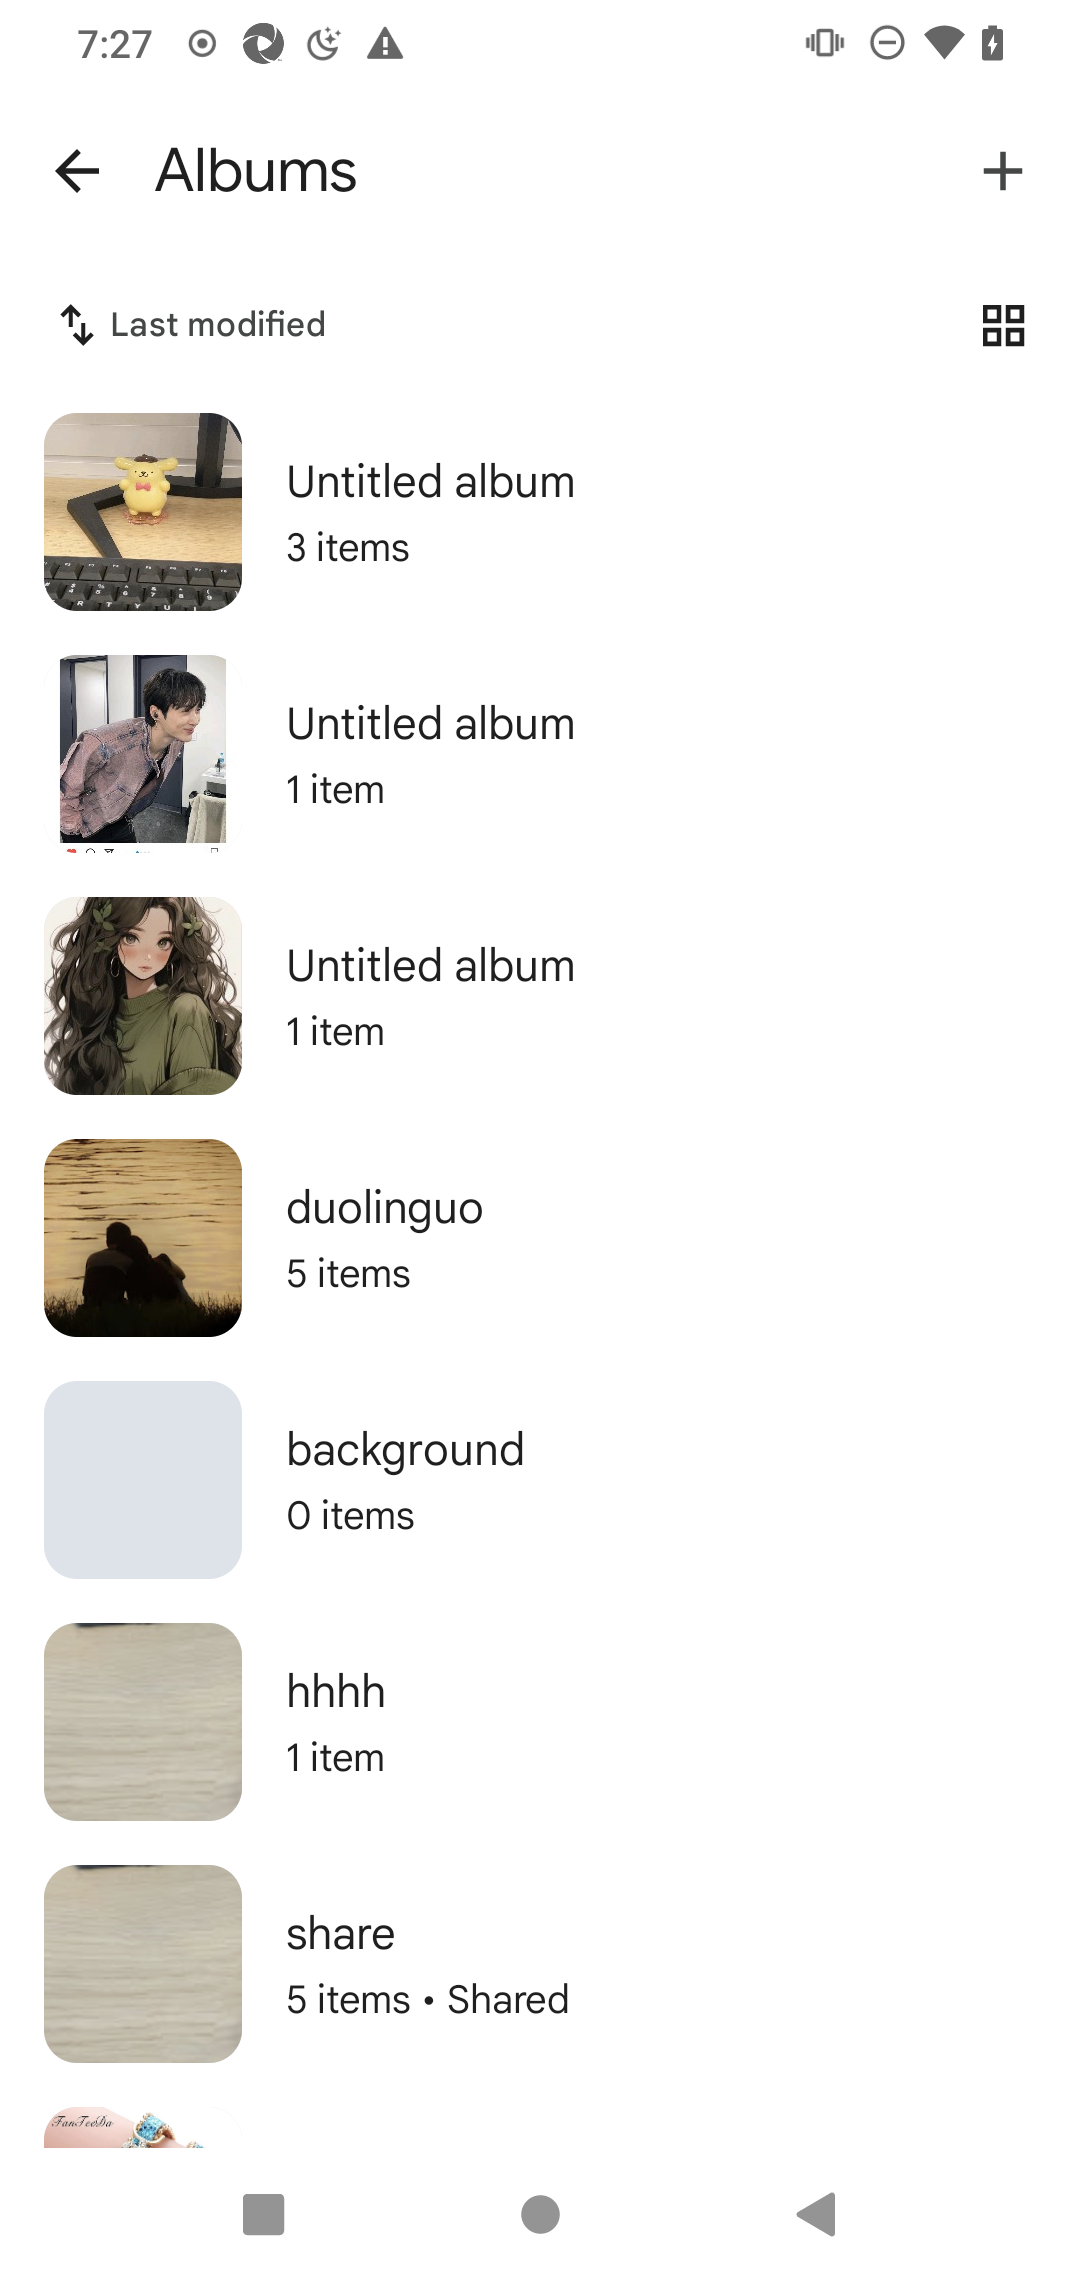 7:27
Albums
Last modified
Untitled album
3 items
Untitled album
1 item
Untitled album
1 item
duolinguo
5 items
background
0 items
hhhh
1 item
share
5 items • Shared
FanTeeDa